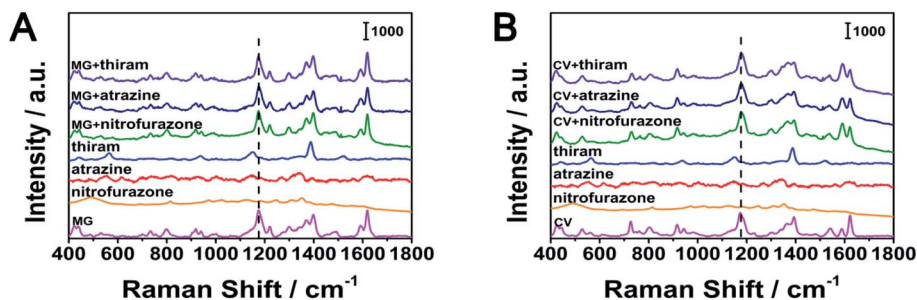 A
1000
MG+thiram
MG+atrazine
MG+nitrofurazone
thiram
atrazine
nitrofurazone
MG
Intensity / a.u.
400 600 800 1000 1200 1400 1600 1800
Raman Shift / cm⁻¹
B
1000
CV+thiram
CV+atrazine
CV+nitrofurazone
thiram
atrazine
nitrofurazone
CV
Intensity / a.u.
400 600 800 1000 1200 1400 1600 1800
Raman Shift / cm⁻¹